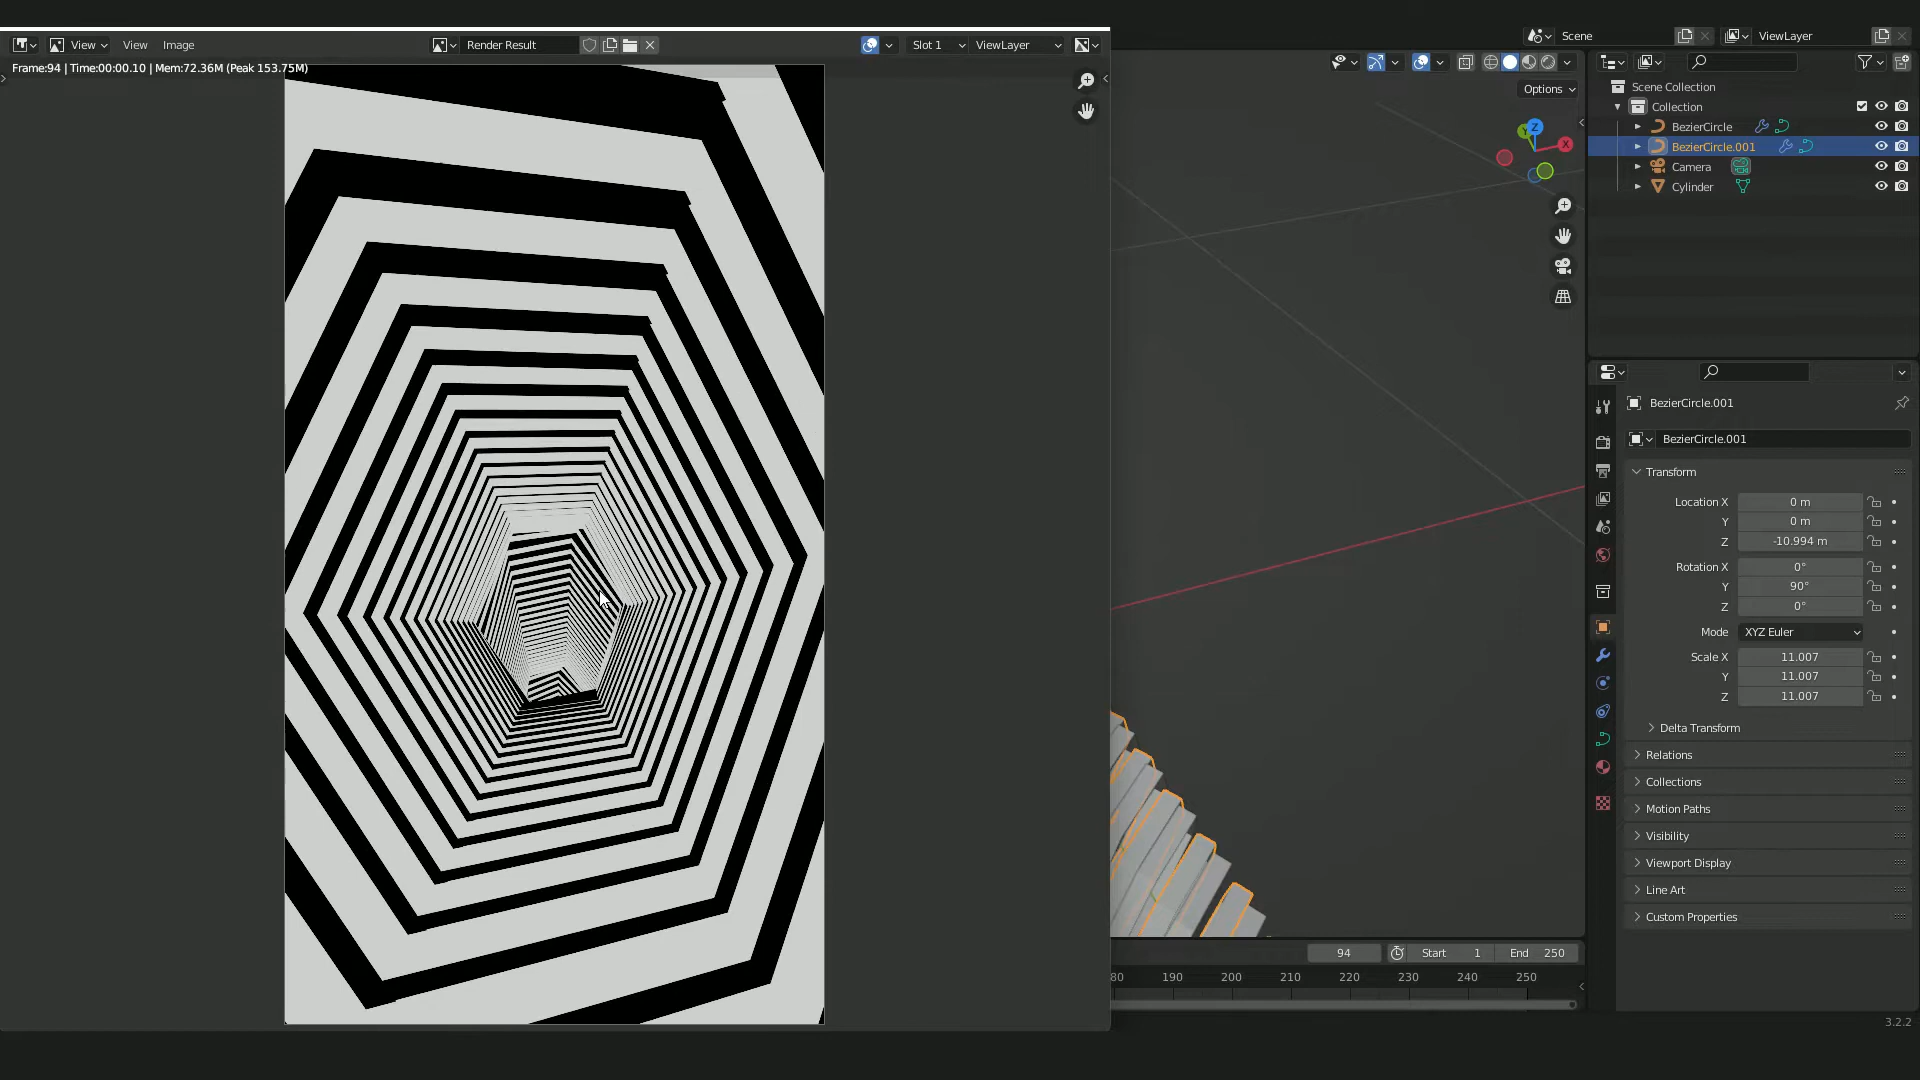 View
View
Image
Render Result
Slot 1
ViewLayer
Frame:94 | Time:00:00.10 | Mem:72.36M (Peak 153.75M)
Options
Z
Y
X
Scene
ViewLayer
Scene Collection
Collection
BezierCircle
BezierCircle.001
Camera
Cylinder
BezierCircle.001
BezierCircle.001
Transform
Location X 0 m
Y 0 m
Z -10.994 m
Rotation X 0°
Y 90°
Z 0°
Mode XYZ Euler
Scale X 11.007
Y 11.007
Z 11.007
Delta Transform
Relations
Collections
Motion Paths
Visibility
Viewport Display
Line Art
Custom Properties
94
Start 1
End 250
80 190 200 210 220 230 240 250
3.2.2